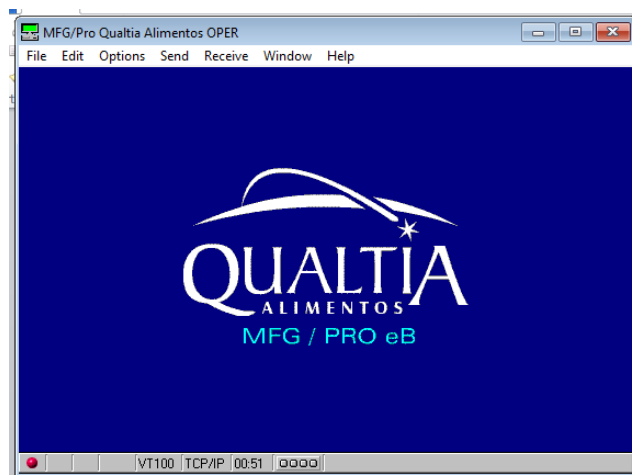 MFG/Pro Qualtia Alimentos OPER
File Edit Options Send Receive Window Help
QUALTIA
ALIMENTOS
MFG / PRO eB
VT100 TCP/IP 00:51